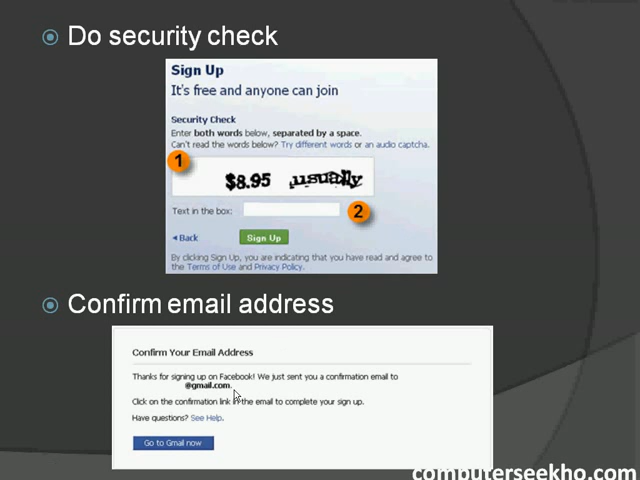 Do security check
Sign Up
It's free and anyone can join
Security Check
Enter both words below, separated by a space.
Can't read the words below? Try different words or an audio captcha.
1
$8.95 usually
Text in the box:
2
Back
Sign Up
By clicking Sign Up, you are indicating that you have read and agree to
the Terms of Use and Privacy Policy.
Confirm email address
Confirm Your Email Address
Thanks for signing up on Facebook! We just sent you a confirmation email to
@gmail.com.
Click on the confirmation link in the email to complete your sign up.
Have questions? See Help.
Go to Gmail now
computerseekho.com